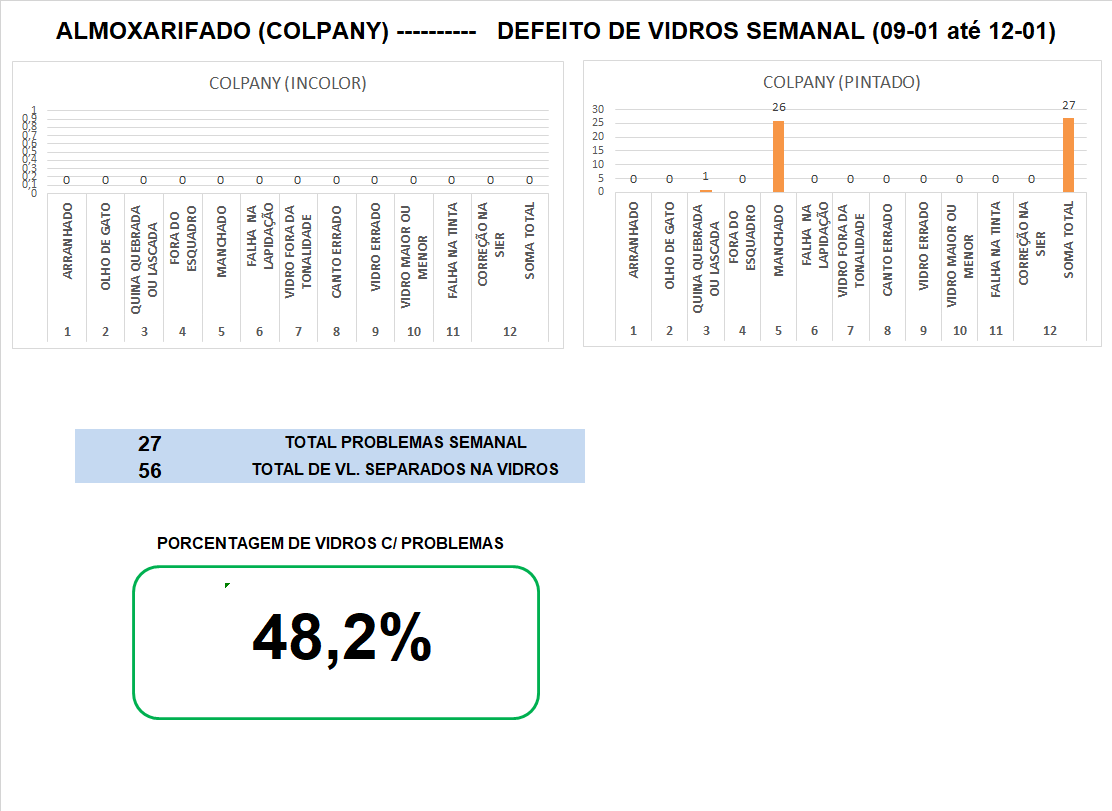 ALMOXARIFADO (COLPANY) ---------- DEFEITO DE VIDROS SEMANAL (09-01 até 12-01)
COLPANY (INCOLOR)
1
0,9
0,8
0,7
0,6
0,5
0,4
0,3
0,2
0,1
0
0 0 0 0 0 0 0 0 0 0 0 0 0
ARRANHADO
OLHO DE GATO
QUINA QUEBRADA
OU LASCADA
FORA DO
ESQUADRO
MANCHADO
FALHA NA
LAPIDAÇÃO
VIDRO FORA DA
TONALIDADE
CANTO ERRADO
VIDRO ERRADO
VIDRO MAIOR OU
MENOR
FALHA NA TINTA
CORREÇÃO NA
SIER
SOMA TOTAL
1 2 3 4 5 6 7 8 9 10 11 12
COLPANY (PINTADO)
30
25
20
15
10
5
0
0 0 1 0 26 0 0 0 0 0 0 0 27
ARRANHADO
OLHO DE GATO
QUINA QUEBRADA
OU LASCADA
FORA DO
ESQUADRO
MANCHADO
FALHA NA
LAPIDAÇÃO
VIDRO FORA DA
TONALIDADE
CANTO ERRADO
VIDRO ERRADO
VIDRO MAIOR OU
MENOR
FALHA NA TINTA
CORREÇÃO NA
SIER
SOMA TOTAL
1 2 3 4 5 6 7 8 9 10 11 12
27 TOTAL PROBLEMAS SEMANAL
56 TOTAL DE VL. SEPARADOS NA VIDROS
PORCENTAGEM DE VIDROS C/ PROBLEMAS
48,2%